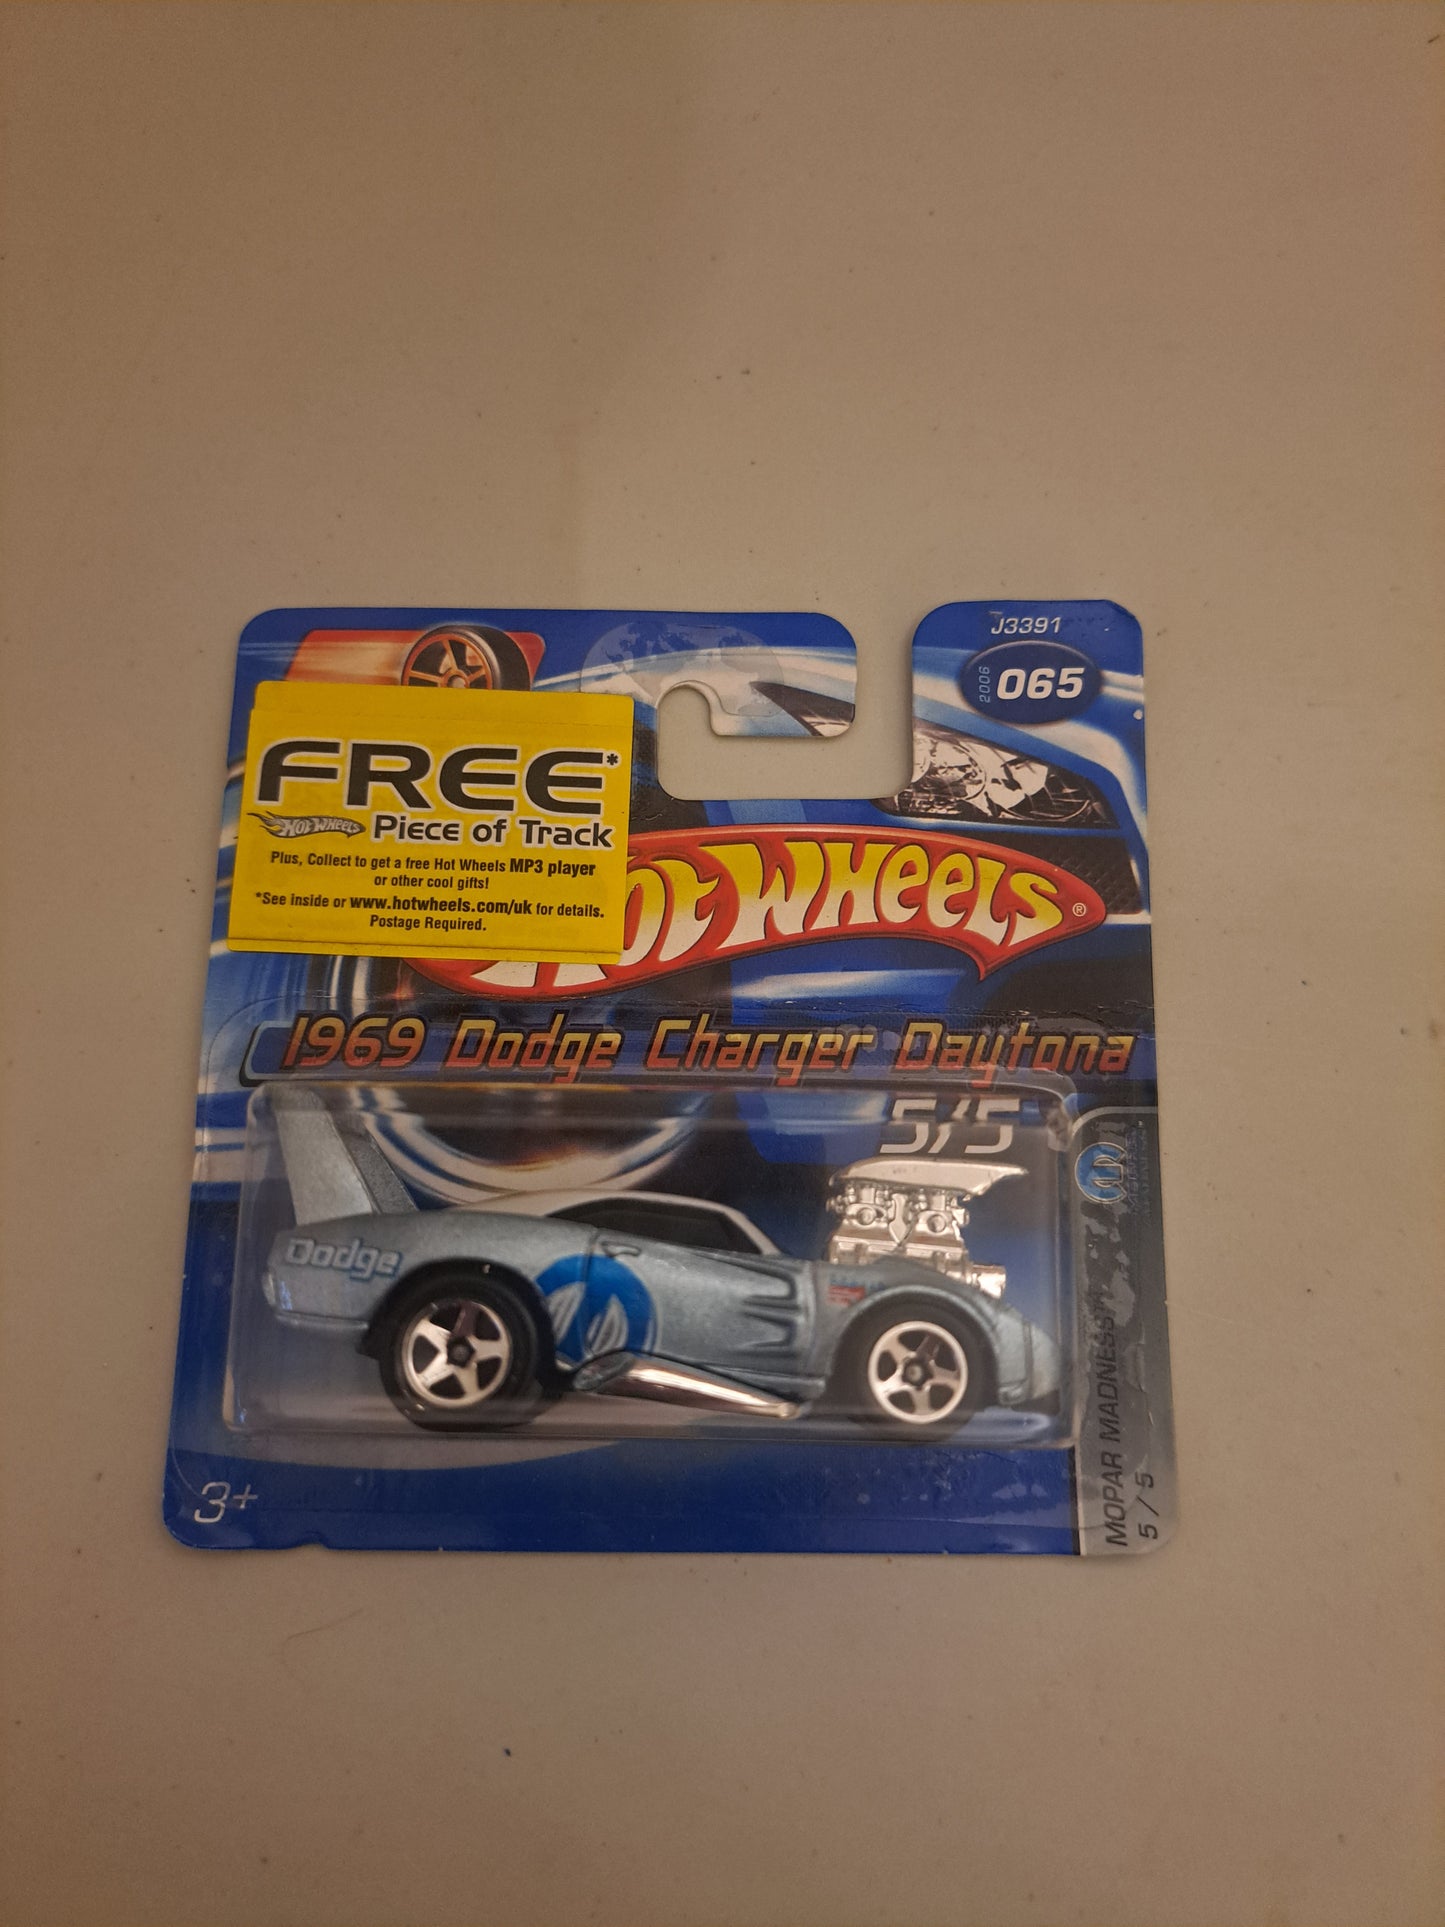 J3391
2006
065
FREE*
HOT WHEELS Piece of Track
Plus, Collect to get a free Hot Wheels MP3 player
or other cool gifts!
*See inside or www.hotwheels.com/uk for details.
Postage Required.
HOT WHEELS®
1969 Dodge Charger Daytona
5/5
Dodge
3+
MOPAR MADNESS
5 / 5